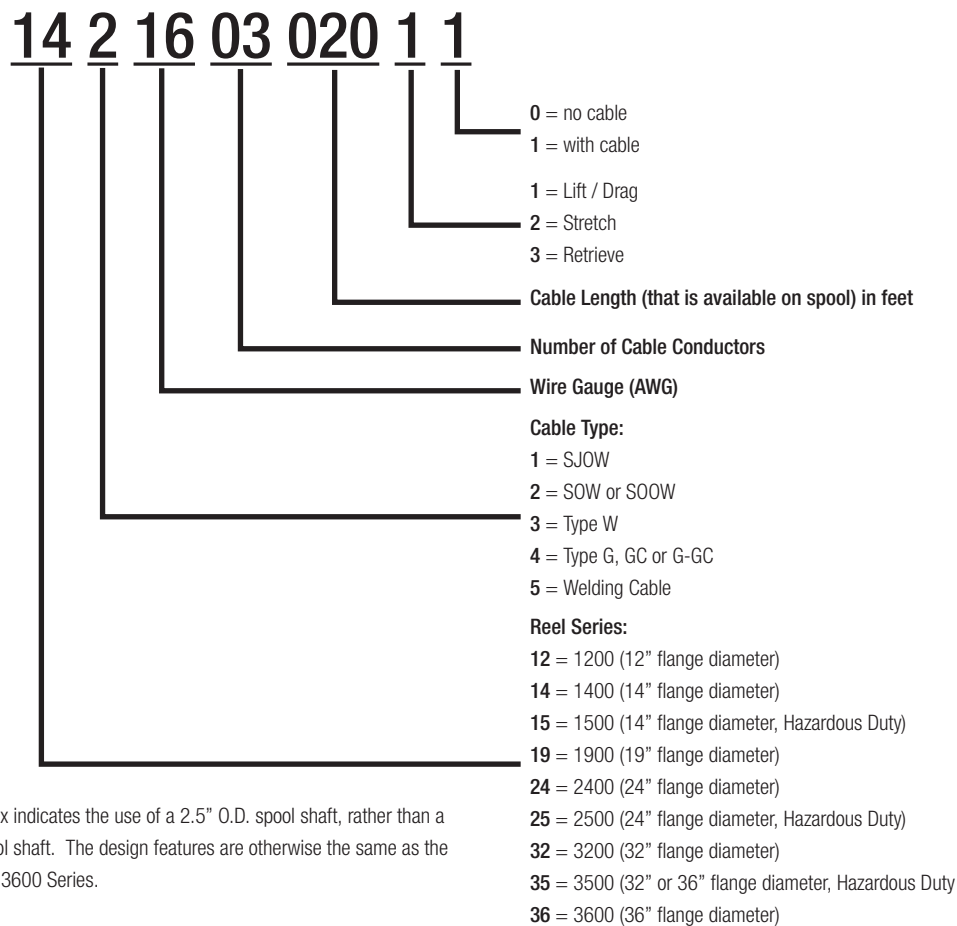 14 2 16 03 020 1 1
0 = no cable
1 = with cable
1 = Lift / Drag
2 = Stretch
3 = Retrieve
Cable Length (that is available on spool) in feet
Number of Cable Conductors
Wire Gauge (AWG)
Cable Type:
1 = SJOW
2 = SOW or SOOW
3 = Type W
4 = Type G, GC or G-GC
5 = Welding Cable
Reel Series:
12 = 1200 (12” flange diameter)
14 = 1400 (14” flange diameter)
15 = 1500 (14” flange diameter, Hazardous Duty)
19 = 1900 (19” flange diameter)
24 = 2400 (24” flange diameter)
25 = 2500 (24” flange diameter, Hazardous Duty)
32 = 3200 (32” flange diameter)
35 = 3500 (32” or 36” flange diameter, Hazardous Duty
36 = 3600 (36” flange diameter)
indicates the use of a 2.5” O.D. spool shaft, rather than a
shaft. The design features are otherwise the same as the
3600 Series.